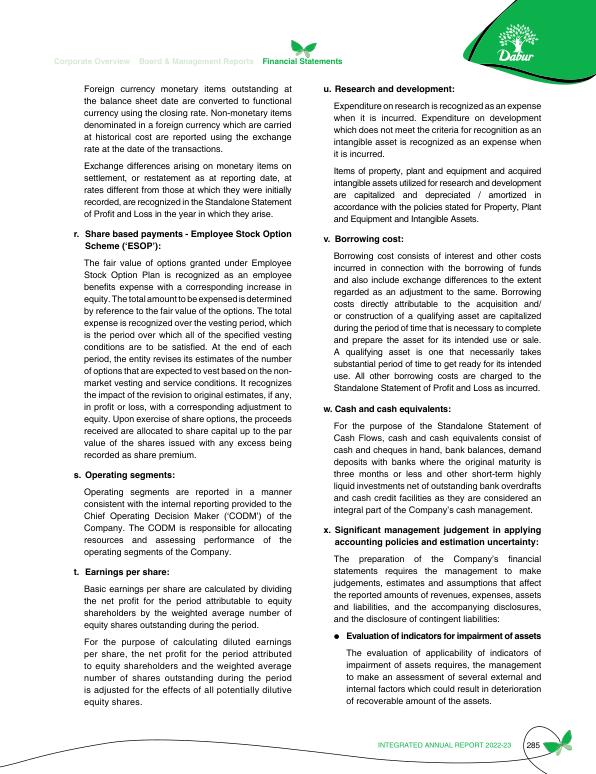 Corporate Overview Board & Management Reports Financial Statements
Dabur
Foreign currency monetary items outstanding at
the balance sheet date are converted to functional
currency using the closing rate. Non-monetary items
denominated in a foreign currency which are carried
at historical cost are reported using the exchange
rate at the date of the transactions.
Exchange differences arising on monetary items on
settlement, or restatement as at reporting date, at
rates different from those at which they were initially
recorded, are recognized in the Standalone Statement
of Profit and Loss in the year in which they arise.
r. Share based payments - Employee Stock Option
Scheme (‘ESOP’):
The fair value of options granted under Employee
Stock Option Plan is recognized as an employee
benefits expense with a corresponding increase in
equity. The total amount to be expensed is determined
by reference to the fair value of the options. The total
expense is recognized over the vesting period, which
is the period over which all of the specified vesting
conditions are to be satisfied. At the end of each
period, the entity revises its estimates of the number
of options that are expected to vest based on the non-
market vesting and service conditions. It recognizes
the impact of the revision to original estimates, if any,
in profit or loss, with a corresponding adjustment to
equity. Upon exercise of share options, the proceeds
received are allocated to share capital up to the par
value of the shares issued with any excess being
recorded as share premium.
s. Operating segments:
Operating segments are reported in a manner
consistent with the internal reporting provided to the
Chief Operating Decision Maker (‘CODM’) of the
Company. The CODM is responsible for allocating
resources and assessing performance of the
operating segments of the Company.
t. Earnings per share:
Basic earnings per share are calculated by dividing
the net profit for the period attributable to equity
shareholders by the weighted average number of
equity shares outstanding during the period.
For the purpose of calculating diluted earnings
per share, the net profit for the period attributed
to equity shareholders and the weighted average
number of shares outstanding during the period
is adjusted for the effects of all potentially dilutive
equity shares.
u. Research and development:
Expenditure on research is recognized as an expense
when it is incurred. Expenditure on development
which does not meet the criteria for recognition as an
intangible asset is recognized as an expense when
it is incurred.
Items of property, plant and equipment and acquired
intangible assets utilized for research and development
are capitalized and depreciated / amortized in
accordance with the policies stated for Property, Plant
and Equipment and Intangible Assets.
v. Borrowing cost:
Borrowing cost consists of interest and other costs
incurred in connection with the borrowing of funds
and also include exchange differences to the extent
regarded as an adjustment to the same. Borrowing
costs directly attributable to the acquisition and/
or construction of a qualifying asset are capitalized
during the period of time that is necessary to complete
and prepare the asset for its intended use or sale.
A qualifying asset is one that necessarily takes
substantial period of time to get ready for its intended
use. All other borrowing costs are charged to the
Standalone Statement of Profit and Loss as incurred.
w. Cash and cash equivalents:
For the purpose of the Standalone Statement of
Cash Flows, cash and cash equivalents consist of
cash and cheques in hand, bank balances, demand
deposits with banks where the original maturity is
three months or less and other short-term highly
liquid investments net of outstanding bank overdrafts
and cash credit facilities as they are considered an
integral part of the Company's cash management.
x. Significant management judgement in applying
accounting policies and estimation uncertainty:
The preparation of the Company's financial
statements requires the management to make
judgements, estimates and assumptions that affect
the reported amounts of revenues, expenses, assets
and liabilities, and the accompanying disclosures,
and the disclosure of contingent liabilities:
● Evaluation of indicators for impairment of assets
The evaluation of applicability of indicators of
impairment of assets requires, the management
to make an assessment of several external and
internal factors which could result in deterioration
of recoverable amount of the assets.
INTEGRATED ANNUAL REPORT 2022-23 285